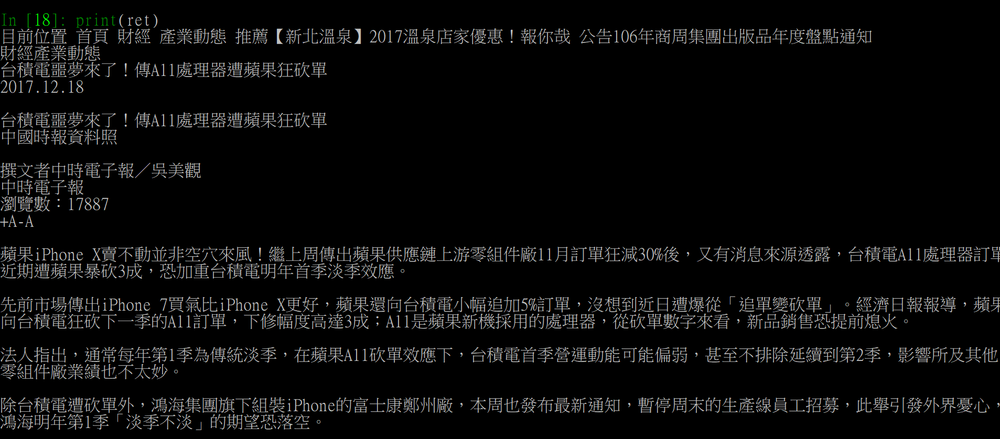 In [18]: print(ret)
目前位置 首頁 財經 產業動態 推薦【新北溫泉】2017溫泉店家優惠！報你哉 公告106年商周集團出版品年度盤點通知
財經產業動態
台積電噩夢來了！傳A11處理器遭蘋果狂砍單
2017.12.18
台積電噩夢來了！傳A11處理器遭蘋果狂砍單
中國時報資料照
撰文者中時電子報／吳美觀
中時電子報
瀏覽數：17887
+A-A
蘋果iPhone X賣不動並非空穴來風！繼上周傳出蘋果供應鏈上游零組件廠11月訂單狂減30%後，又有消息來源透露，台積電A11處理器訂單
近期遭蘋果暴砍3成，恐加重台積電明年首季淡季效應。
先前市場傳出iPhone 7買氣比iPhone X更好，蘋果還向台積電小幅追加5%訂單，沒想到近日遭爆從「追單變砍單」。經濟日報報導，蘋果
向台積電狂砍下一季的A11訂單，下修幅度高達3成；A11是蘋果新機採用的處理器，從砍單數字來看，新品銷售恐提前熄火。
法人指出，通常每年第1季為傳統淡季，在蘋果A11砍單效應下，台積電首季營運動能可能偏弱，甚至不排除延續到第2季，影響所及其他
零組件廠業績也不太妙。
除台積電遭砍單外，鴻海集團旗下組裝iPhone的富士康鄭州廠，本周也發布最新通知，暫停周末的生產線員工招募，此舉引發外界憂心，
鴻海明年第1季「淡季不淡」的期望恐落空。